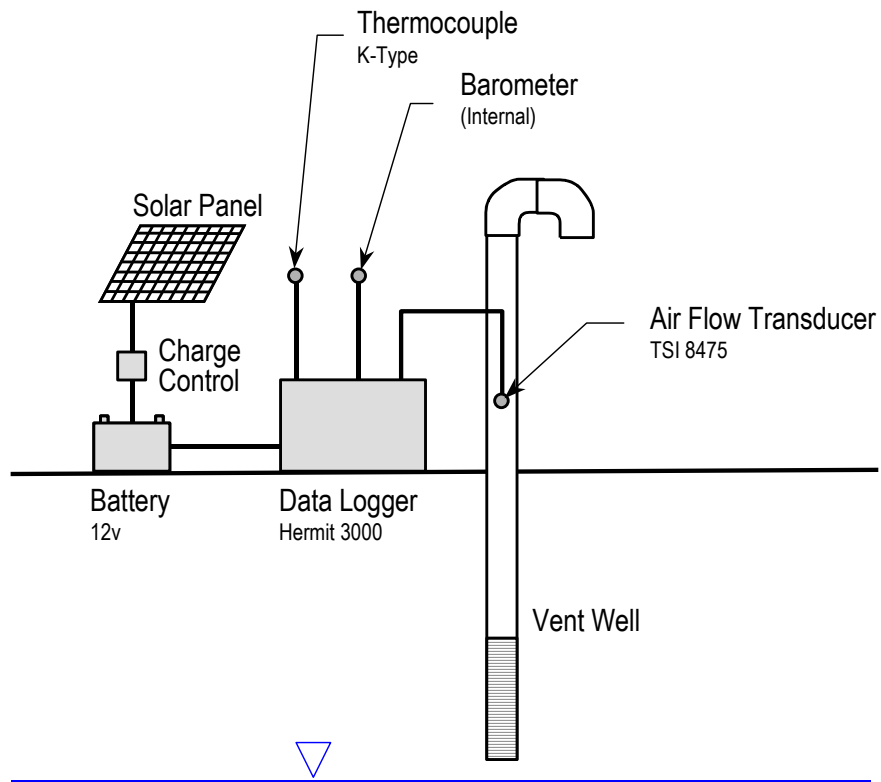 Thermocouple
K-Type
Barometer
(Internal)
Solar Panel
Air Flow Transducer
TSI 8475
Charge
Control
Battery
12v
Data Logger
Hermit 3000
Vent Well